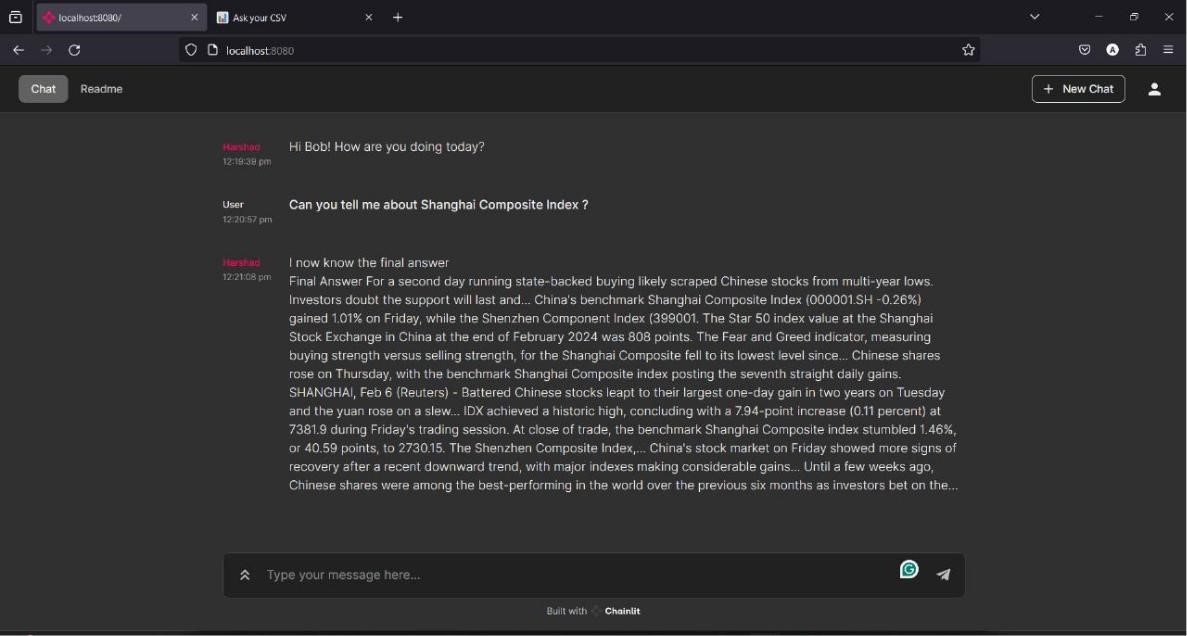 localhost:8080/
Ask your CSV
localhost:8080
Chat
Readme
+ New Chat
Harshad
Hi Bob! How are you doing today?
12:19:39 pm
User
Can you tell me about Shanghai Composite Index ?
12:20:57 pm
Harshad
I now know the final answer
12:21:08 pm
Final Answer For a second day running state-backed buying likely scraped Chinese stocks from multi-year lows.
Investors doubt the support will last and... China's benchmark Shanghai Composite Index (000001.SH -0.26%)
gained 1.01% on Friday, while the Shenzhen Component Index (399001. The Star 50 index value at the Shanghai
Stock Exchange in China at the end of February 2024 was 808 points. The Fear and Greed indicator, measuring
buying strength versus selling strength, for the Shanghai Composite fell to its lowest level since... Chinese shares
rose on Thursday, with the benchmark Shanghai Composite index posting the seventh straight daily gains.
SHANGHAI, Feb 6 (Reuters) - Battered Chinese stocks leapt to their largest one-day gain in two years on Tuesday
and the yuan rose on a slew... IDX achieved a historic high, concluding with a 7.94-point increase (0.11 percent) at
7381.9 during Friday's trading session. At close of trade, the benchmark Shanghai Composite index stumbled 1.46%,
or 40.59 points, to 2730.15. The Shenzhen Composite Index,... China's stock market on Friday showed more signs of
recovery after a recent downward trend, with major indexes making considerable gains... Until a few weeks ago,
Chinese shares were among the best-performing in the world over the previous six months as investors bet on the...
Type your message here...
Built with Chainlit